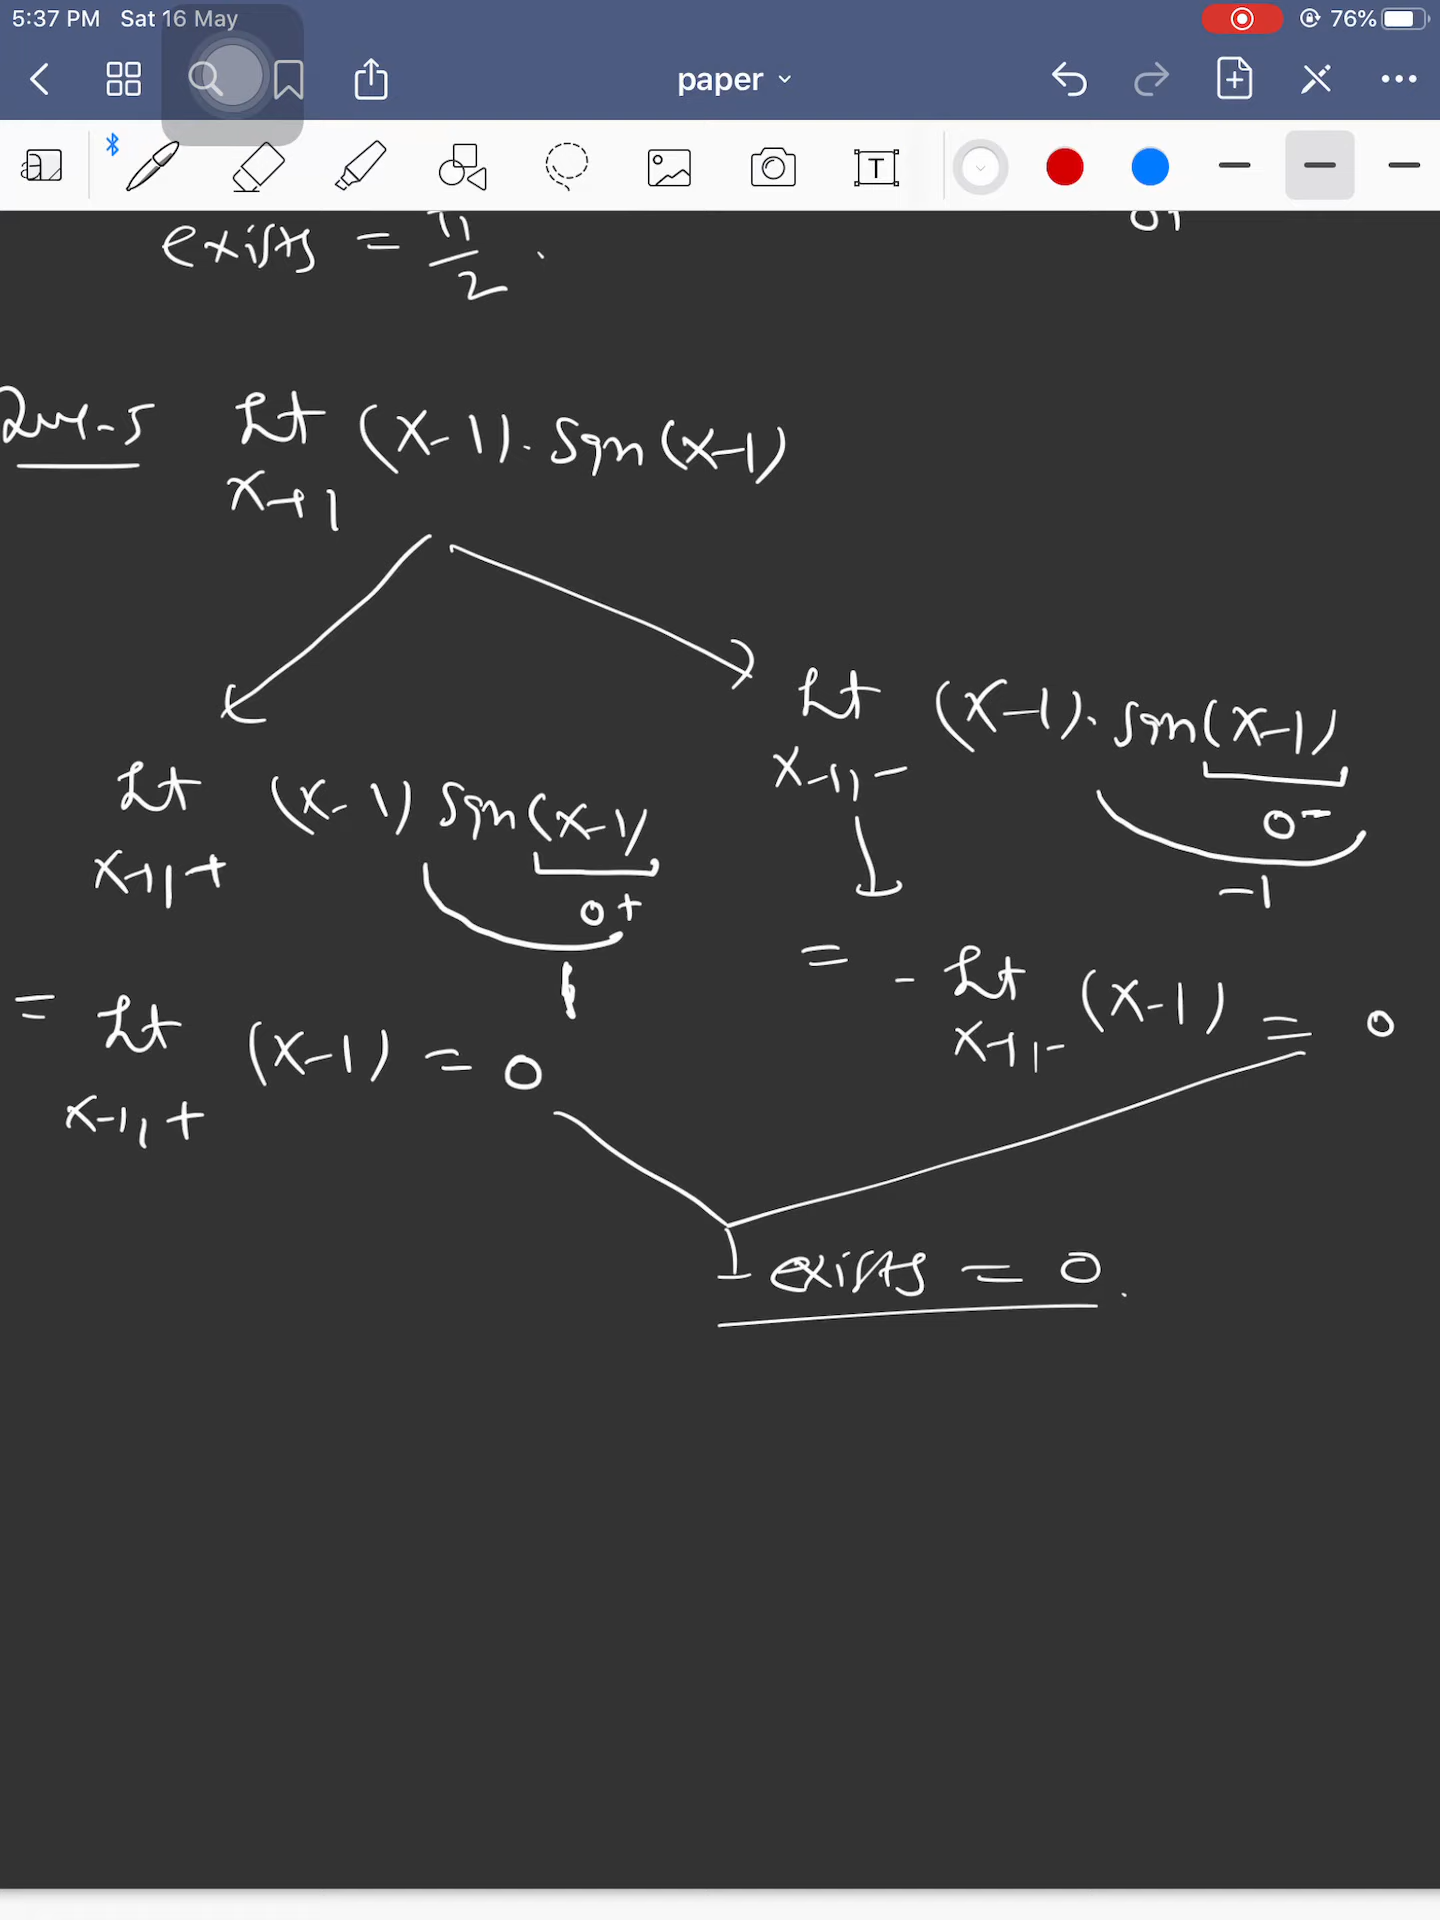 5:37 PM Sat 16 May 76%
paper
T
exists = π/2 .
0+
Que-5 Lt (x-1). Sgn(x-1)
x→1
Lt (x-1). Sgn(x-1)
x→1-
0-
-1
Lt (x-1) Sgn(x-1)
x→1+
0+
1
= - Lt (x-1) = 0
x→1-
= Lt (x-1) = 0
x→1+
exists = 0.